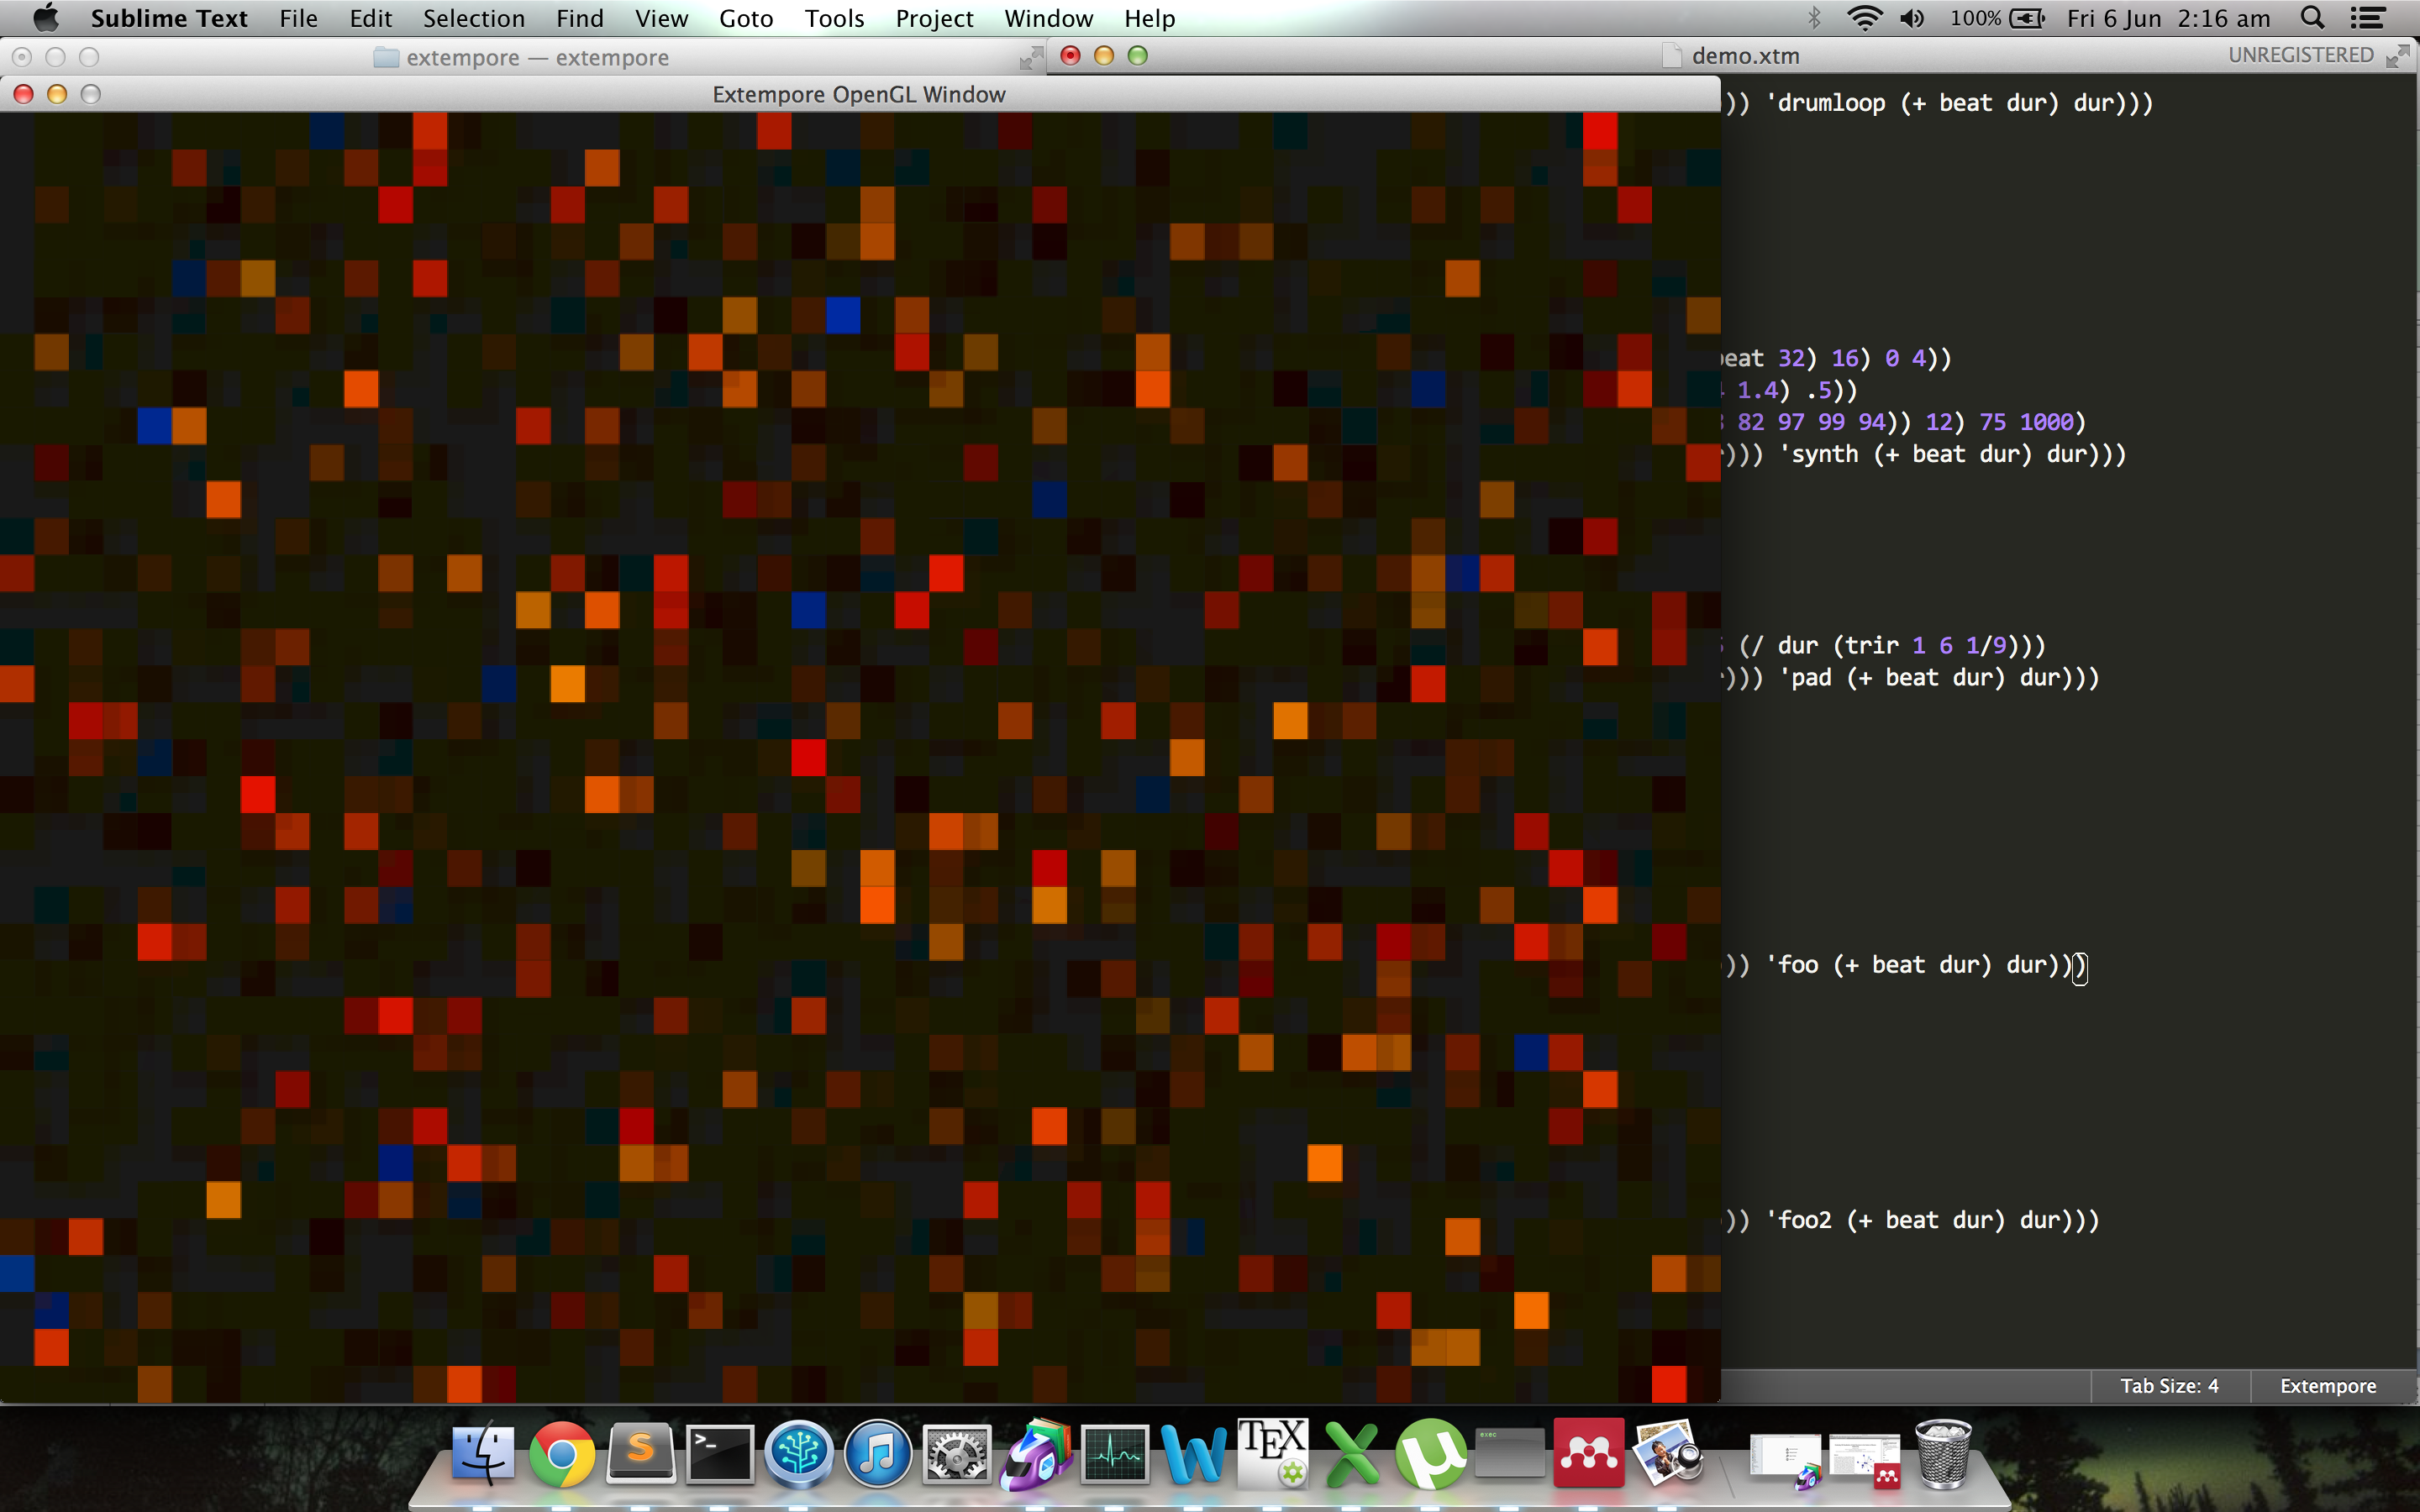 Sublime Text File Edit Selection Find View Goto Tools Project Window Help 100% Fri 6 Jun 2:16 am
extempore — extempore
demo.xtm UNREGISTERED
Extempore OpenGL Window
)) 'drumloop (+ beat dur) dur)))
beat 32) 16) 0 4))
1.4) .5))
82 97 99 94)) 12) 75 1000)
))) 'synth (+ beat dur) dur)))
(/ dur (trir 1 6 1/9)))
))) 'pad (+ beat dur) dur)))
)) 'foo (+ beat dur) dur)))
)) 'foo2 (+ beat dur) dur)))
Tab Size: 4 Extempore
S >_ W TEX X µ exec